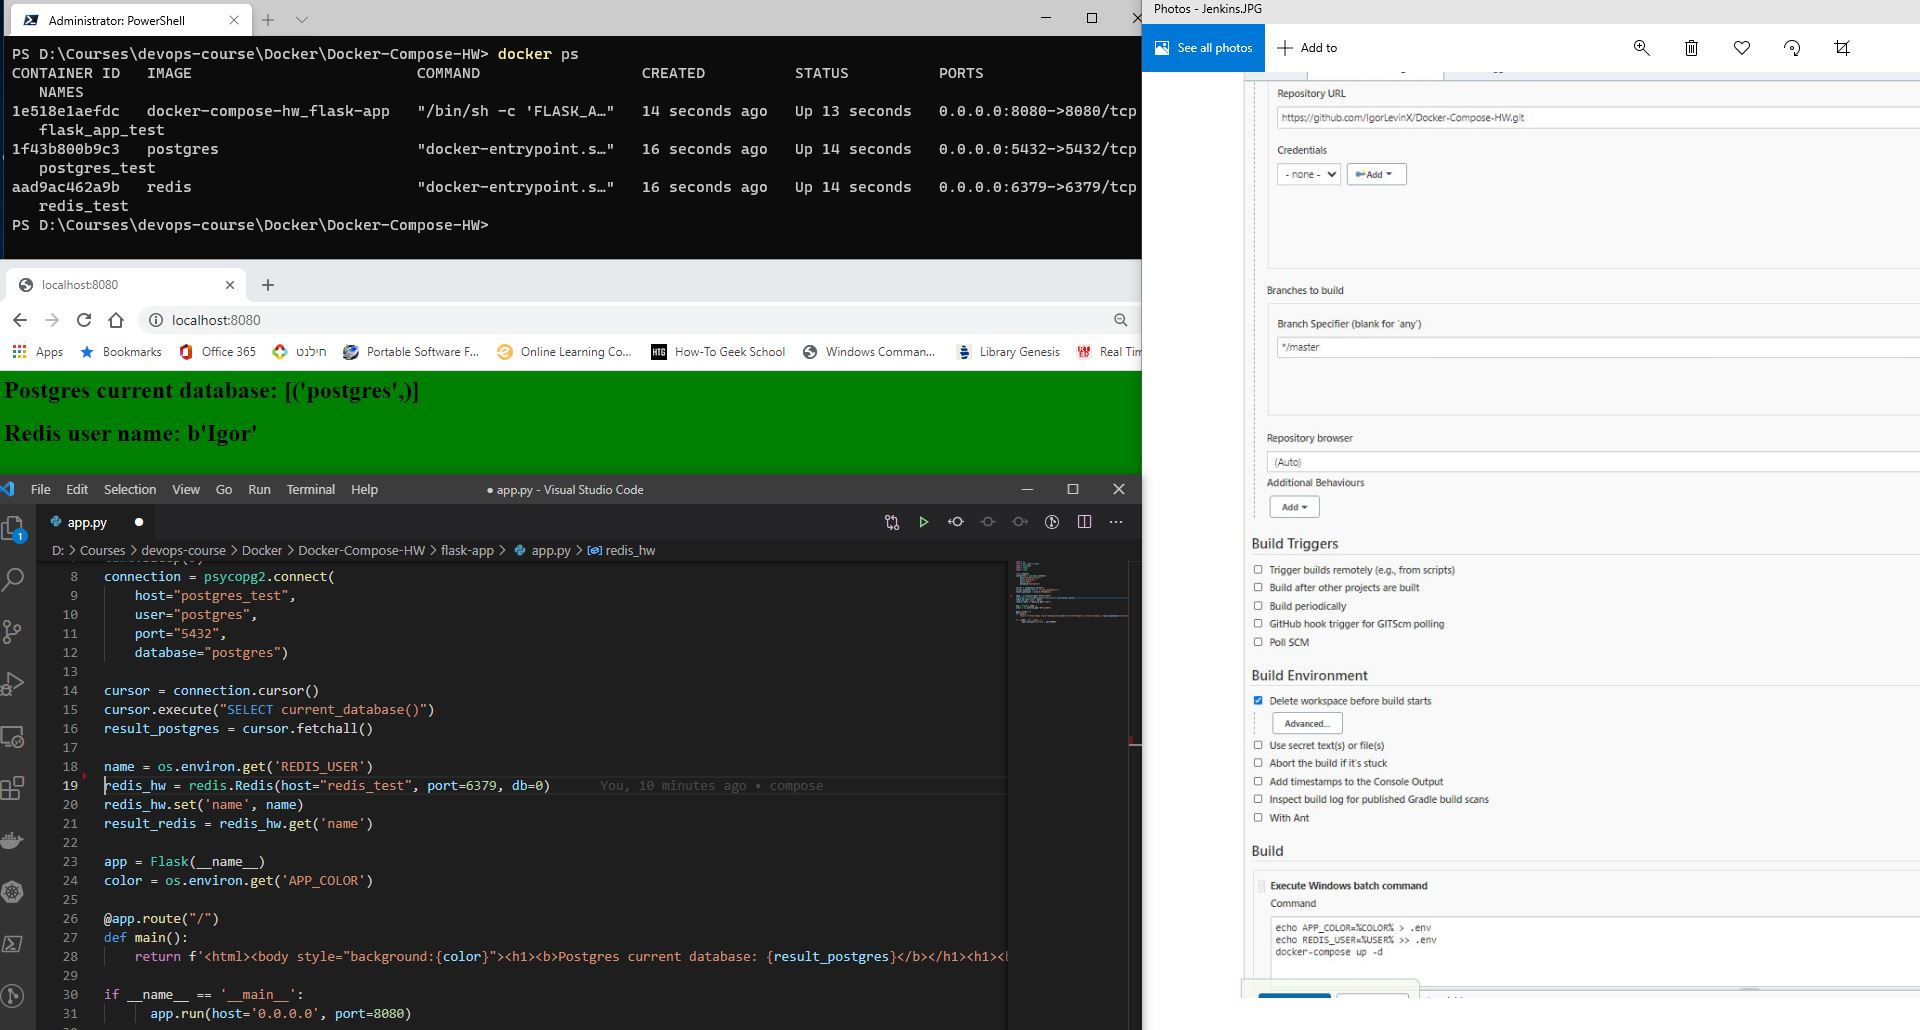 Administrator: PowerShell
PS D:\Courses\devops-course\Docker\Docker-Compose-HW> docker ps
CONTAINER ID IMAGE COMMAND CREATED STATUS PORTS
NAMES
1e518e1aefdc docker-compose-hw_flask-app "/bin/sh -c 'FLASK_A…" 14 seconds ago Up 13 seconds 0.0.0.0:8080->8080/tcp
flask_app_test
1f43b800b9c3 postgres "docker-entrypoint.s…" 16 seconds ago Up 14 seconds 0.0.0.0:5432->5432/tcp
postgres_test
aad9ac462a9b redis "docker-entrypoint.s…" 16 seconds ago Up 14 seconds 0.0.0.0:6379->6379/tcp
redis_test
PS D:\Courses\devops-course\Docker\Docker-Compose-HW>
localhost:8080
localhost:8080
Apps Bookmarks Office 365 חילנט Portable Software F... Online Learning Co... HTG How-To Geek School Windows Comman... Library Genesis Real Tim
Postgres current database: [('postgres',)]
Redis user name: b'Igor'
File Edit Selection View Go Run Terminal Help ● app.py - Visual Studio Code
1
app.py ●
D: > Courses > devops-course > Docker > Docker-Compose-HW > flask-app > app.py > redis_hw
8 connection = psycopg2.connect(
9 host="postgres_test",
10 user="postgres",
11 port="5432",
12 database="postgres")
13
14 cursor = connection.cursor()
15 cursor.execute("SELECT current_database()")
16 result_postgres = cursor.fetchall()
17
18 name = os.environ.get('REDIS_USER')
19 redis_hw = redis.Redis(host="redis_test", port=6379, db=0) You, 10 minutes ago • compose
20 redis_hw.set('name', name)
21 result_redis = redis_hw.get('name')
22
23 app = Flask(__name__)
24 color = os.environ.get('APP_COLOR')
25
26 @app.route("/")
27 def main():
28 return f'<html><body style="background:{color}"><h1><b>Postgres current database: {result_postgres}</b></h1><h1><
29
30 if __name__ == '__main__':
31 app.run(host='0.0.0.0', port=8080)
Photos - Jenkins.JPG
See all photos Add to
Repository URL
https://github.com/IgorLevinX/Docker-Compose-HW.git
Credentials
- none - Add
Branches to build
Branch Specifier (blank for 'any')
*/master
Repository browser
(Auto)
Additional Behaviours
Add
Build Triggers
Trigger builds remotely (e.g., from scripts)
Build after other projects are built
Build periodically
GitHub hook trigger for GITScm polling
Poll SCM
Build Environment
Delete workspace before build starts
Advanced...
Use secret text(s) or file(s)
Abort the build if it's stuck
Add timestamps to the Console Output
Inspect build log for published Gradle build scans
With Ant
Build
Execute Windows batch command
Command
echo APP_COLOR=%COLOR% > .env
echo REDIS_USER=%USER% >> .env
docker-compose up -d